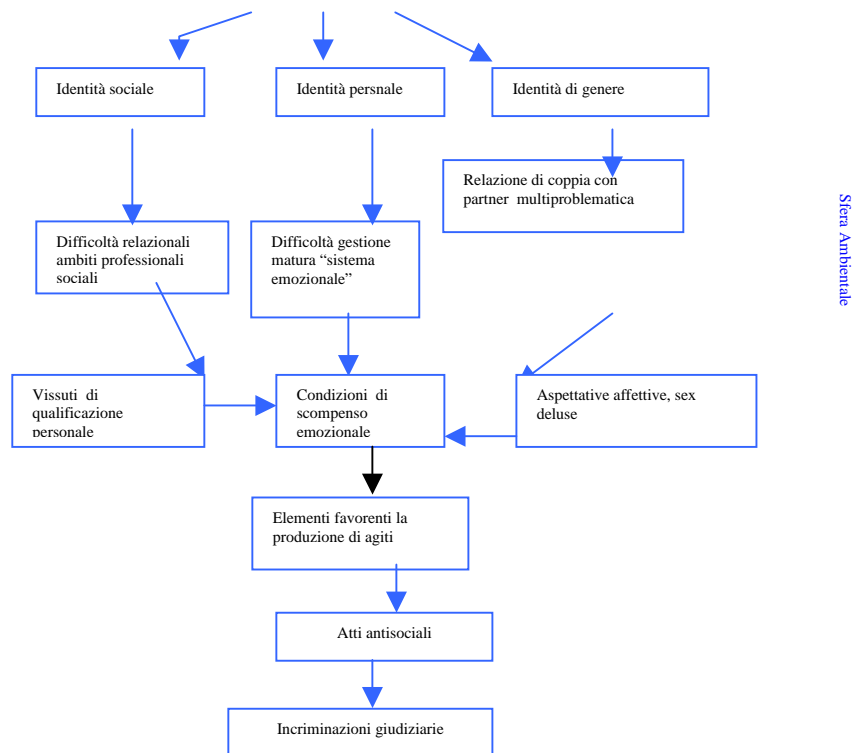 Identità sociale
Identità persnale
Identità di genere
Relazione di coppia con
partner multiproblematica
Sfera Ambientale
Difficoltà relazionali
ambiti professionali
sociali
Difficoltà gestione
matura “sistema
emozionale”
Vissuti di
qualificazione
personale
Condizioni di
scompenso
emozionale
Aspettative affettive, sex
deluse
Elementi favorenti la
produzione di agiti
Atti antisociali
Incriminazioni giudiziarie